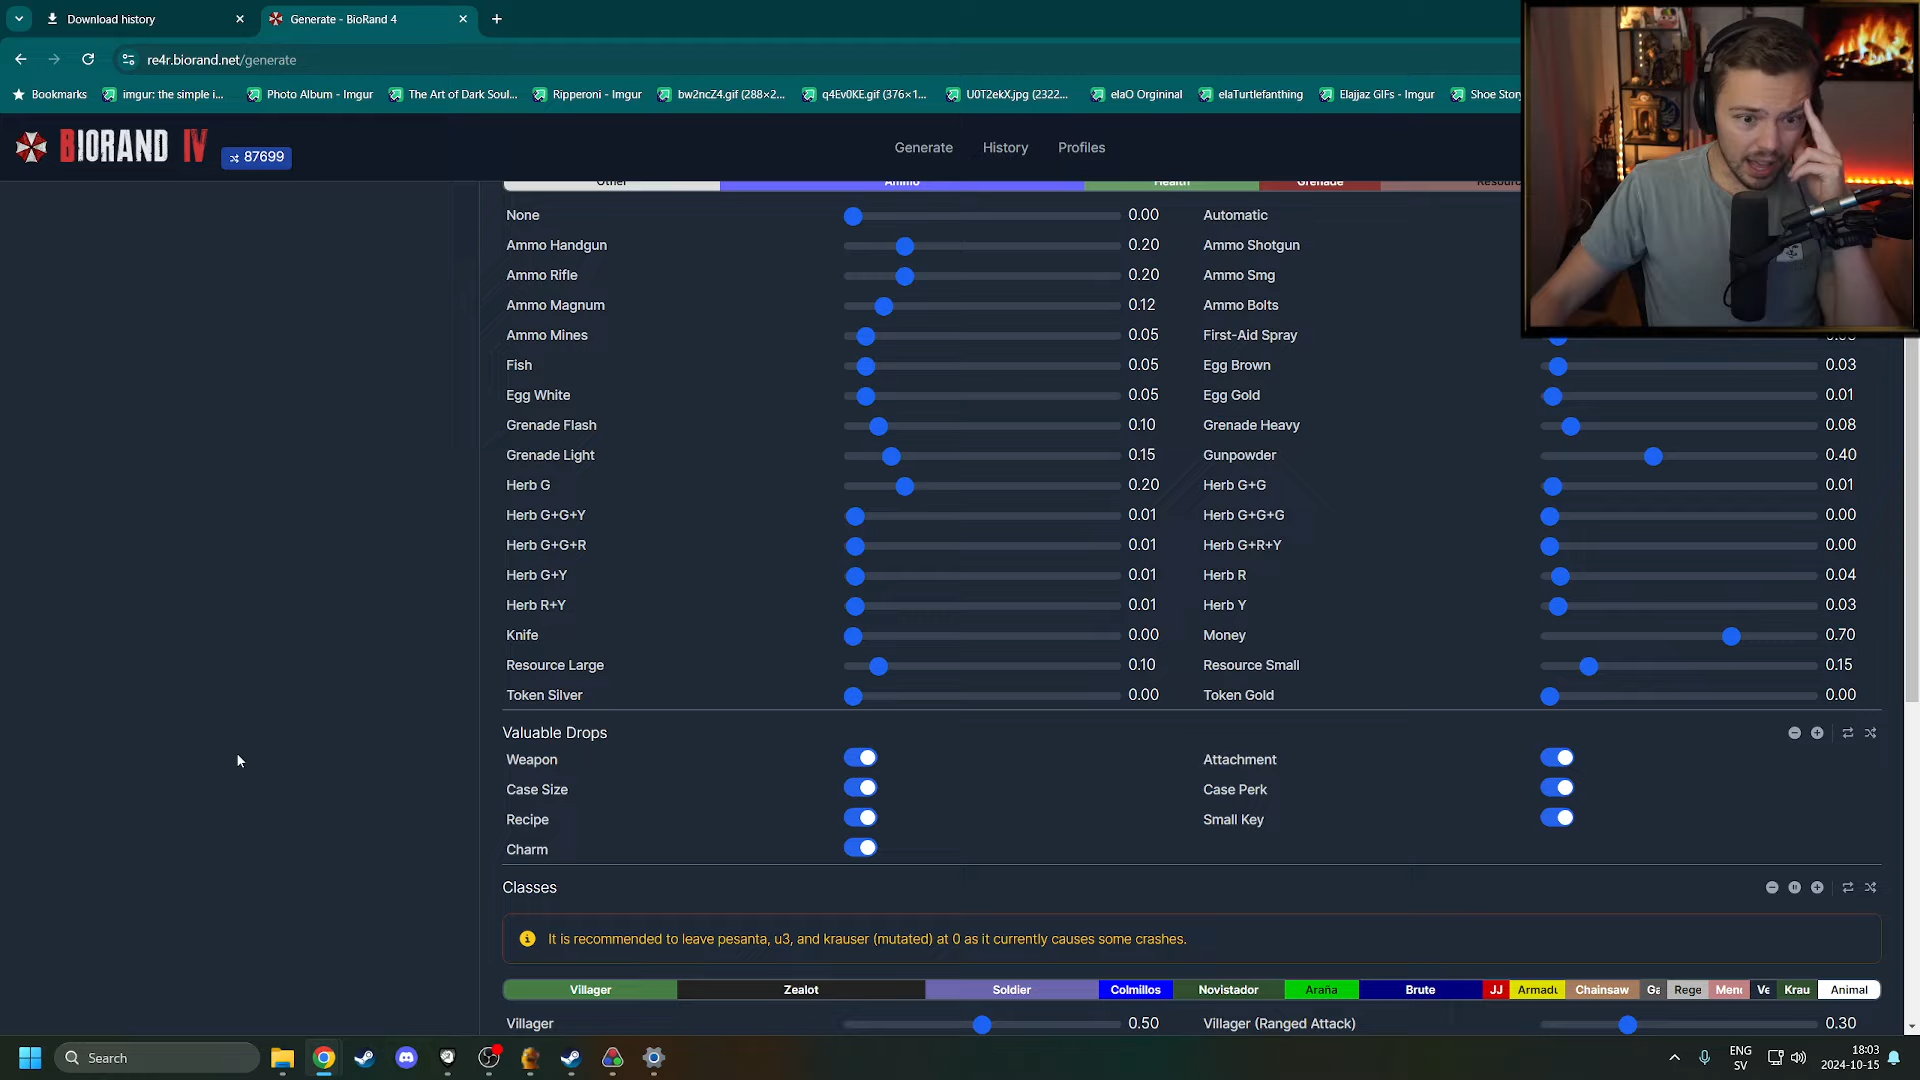 Download history
Generate - BioRand 4
re4r.biorand.net/generate
Bookmarks
imgur: the simple i...
Photo Album - Imgur
The Art of Dark Soul...
Ripperoni - Imgur
bw2ncZ4.gif (288×2...
q4Ev0KE.gif (376×1...
U0T2ekX.jpg (2322...
elaO Orgininal
elaTurtlefanthing
Elajjaz GIFs - Imgur
Shoe Story
BIORAND IV
87699
Generate
History
Profiles
Other
Ammo
Health
Grenade
None 0.00
Automatic
Ammo Handgun 0.20
Ammo Shotgun
Ammo Rifle 0.20
Ammo Smg
Ammo Magnum 0.12
Ammo Bolts
Ammo Mines 0.05
First-Aid Spray
Fish 0.05
Egg Brown 0.03
Egg White 0.05
Egg Gold 0.01
Grenade Flash 0.10
Grenade Heavy 0.08
Grenade Light 0.15
Gunpowder 0.40
Herb G 0.20
Herb G+G 0.01
Herb G+G+Y 0.01
Herb G+G+G 0.00
Herb G+G+R 0.01
Herb G+R+Y 0.00
Herb G+Y 0.01
Herb R 0.04
Herb R+Y 0.01
Herb Y 0.03
Knife 0.00
Money 0.70
Resource Large 0.10
Resource Small 0.15
Token Silver 0.00
Token Gold 0.00
Valuable Drops
Weapon
Attachment
Case Size
Case Perk
Recipe
Small Key
Charm
Classes
It is recommended to leave pesanta, u3, and krauser (mutated) at 0 as it currently causes some crashes.
Villager
Zealot
Soldier
Colmillos
Novistador
Araña
Brute
JJ
Armadu
Chainsaw
Ga
Rege
Mend
Ve
Krau
Animal
Villager 0.50
Villager (Ranged Attack) 0.30
Search
ENG
SV
18:03
2024-10-15